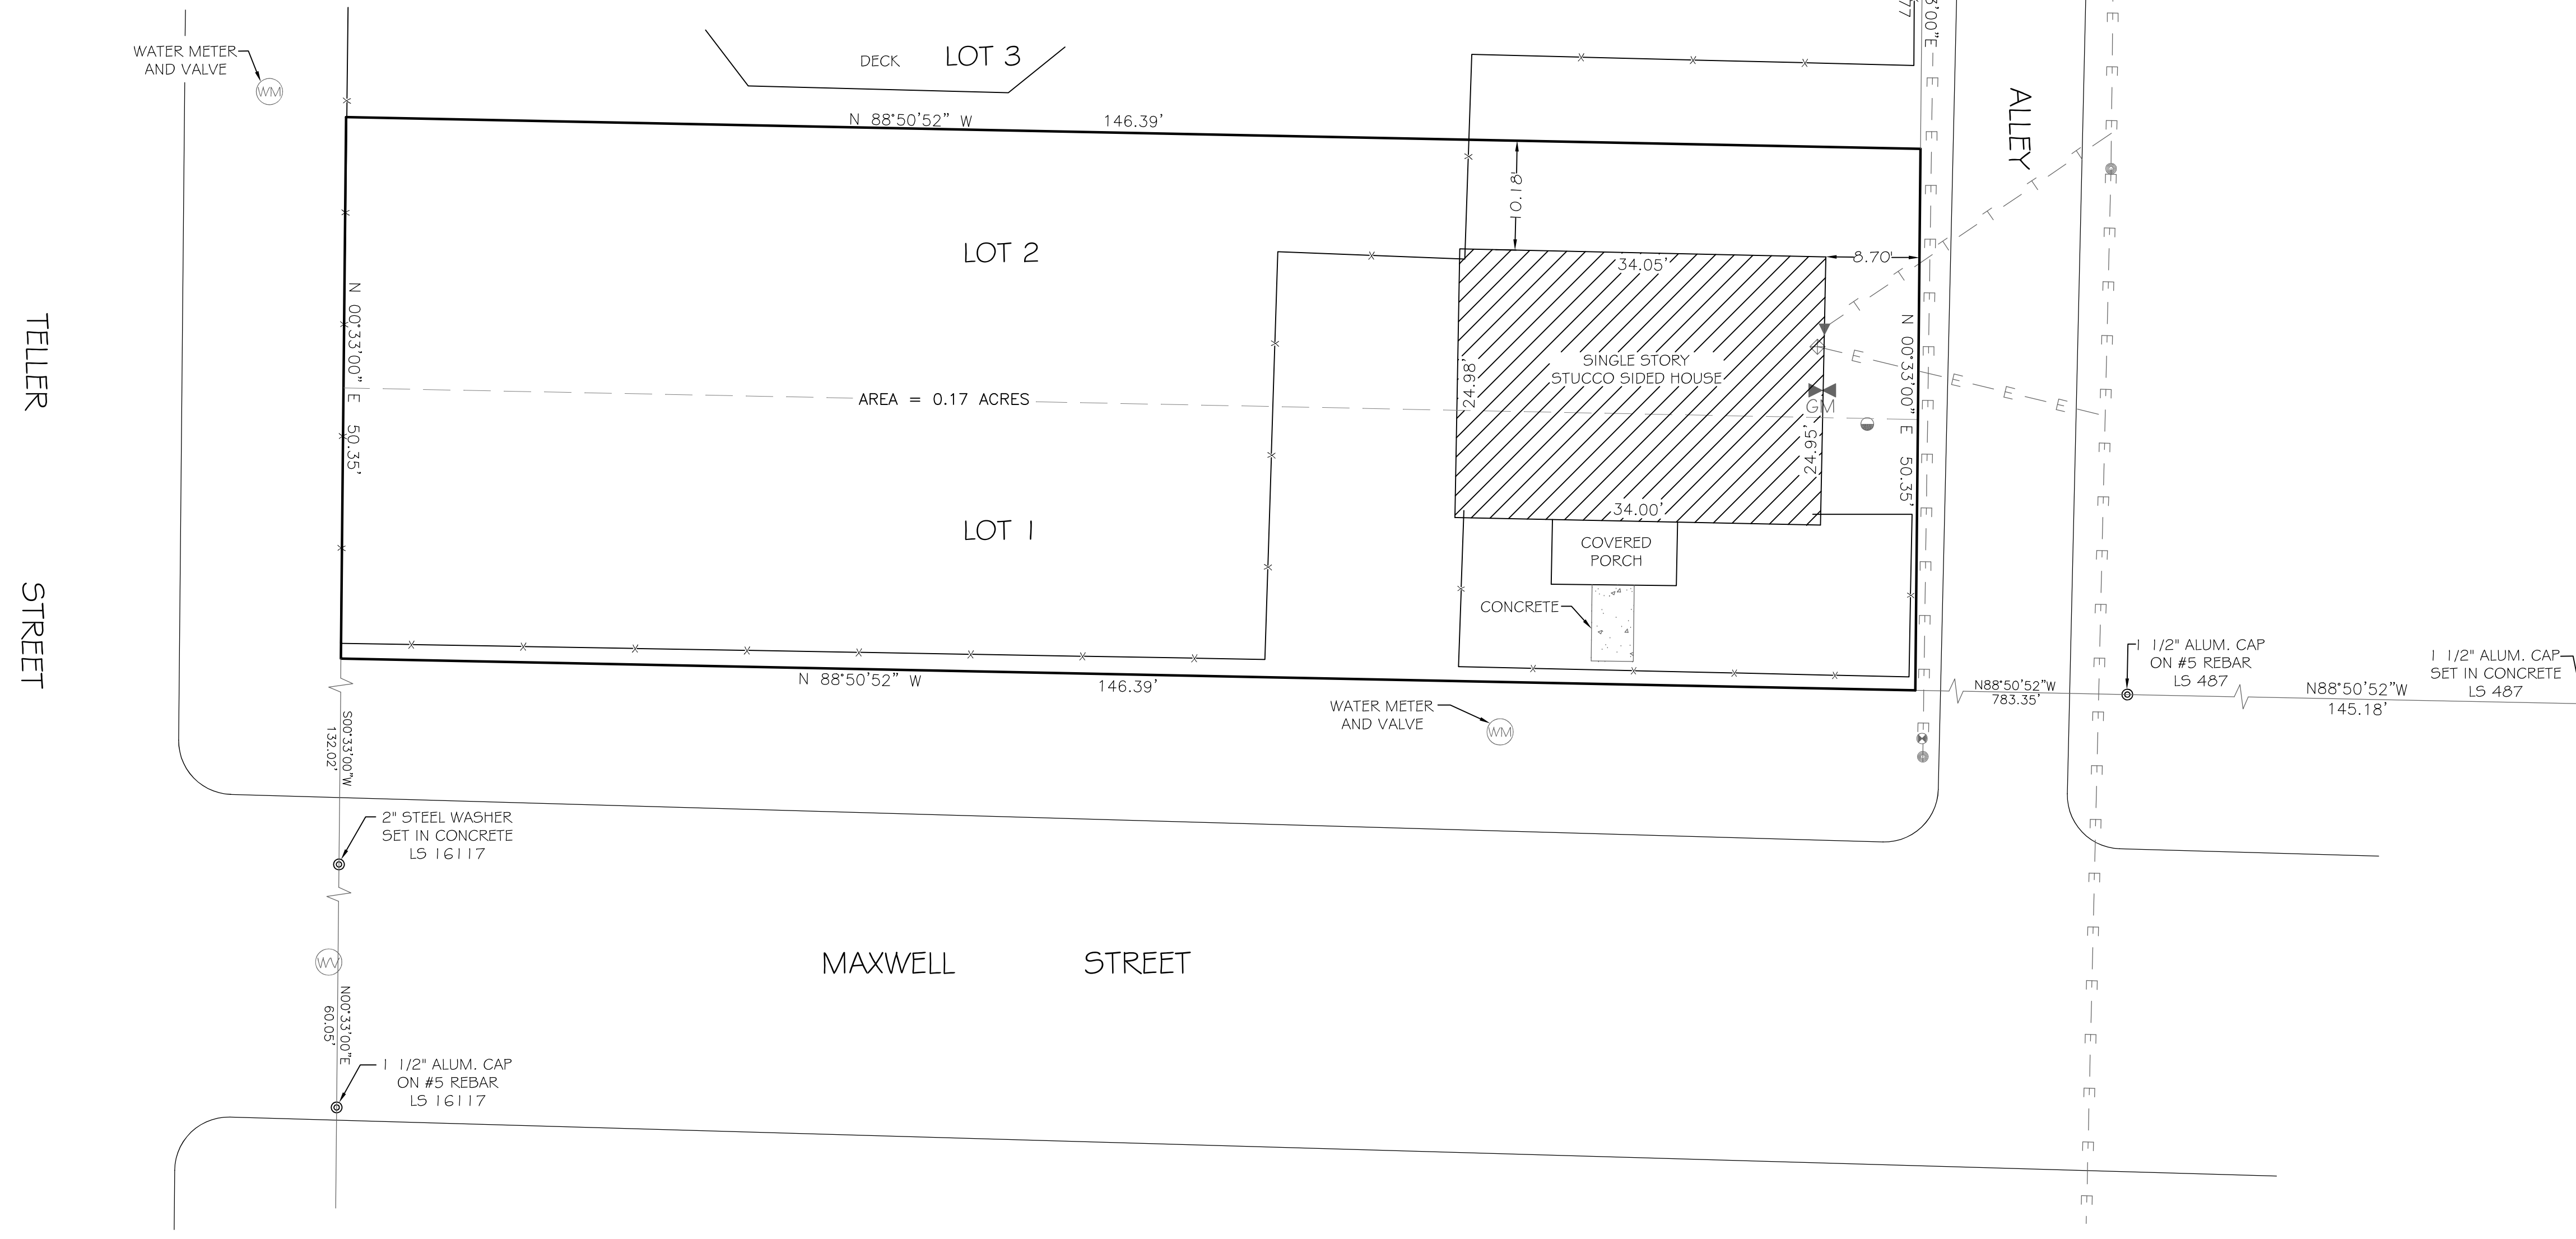 WATER METER
AND VALVE
WM
DECK
LOT 3
N 88°50'52" W 146.39'
ALLEY
T T T T T T
E E E
10.18'
8.70'
LOT 2
34.05'
TELLER STREET
N 00°33'00" E 50.35'
AREA = 0.17 ACRES
24.98'
SINGLE STORY
STUCCO SIDED HOUSE
GM
24.95'
N 00°33'00" E 50.35'
LOT 1
34.00'
COVERED
PORCH
CONCRETE
N 88°50'52" W 146.39'
WATER METER
AND VALVE
WM
N88°50'52"W
783.35'
1 1/2" ALUM. CAP
ON #5 REBAR
LS 487
N88°50'52"W
145.18'
1 1/2" ALUM. CAP
SET IN CONCRETE
LS 487
S00°33'00"W
132.02'
2" STEEL WASHER
SET IN CONCRETE
LS 16117
MAXWELL STREET
WV
N00°33'00"E
60.05'
1 1/2" ALUM. CAP
ON #5 REBAR
LS 16117